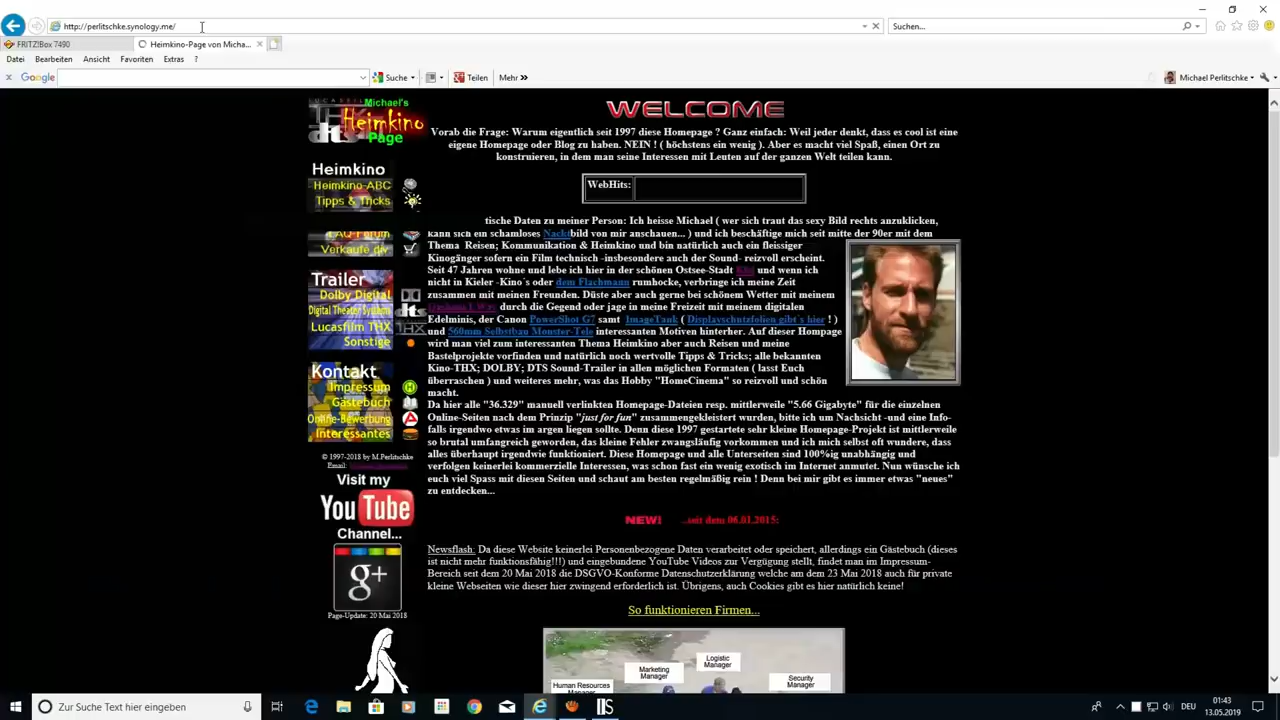 http://perlitschke.synology.me/
Suchen...
FRITZ!Box 7490
Heimkino-Page von Micha...
Datei Bearbeiten Ansicht Favoriten Extras ?
Google
Suche
Teilen
Mehr »
Michael Perlitschke
Michael's
Heimkino
Page
WELCOME
Vorab die Frage: Warum eigentlich seit 1997 diese Homepage ? Ganz einfach: Weil jeder denkt, dass es cool ist eine
eigene Homepage oder Blog zu haben. NEIN ! ( höchstens ein wenig ). Aber es macht viel Spaß, einen Ort zu
konstruieren, in dem man seine Interessen mit Leuten auf der ganzen Welt teilen kann.
WebHits:
Heimkino
Heimkino-ABC
Tipps & Tricks
FAQ-Forum
Verkaufe div.
Trailer
Dolby Digital
Digital Theater System
Lucasfilm THX
Sonstige
Kontakt
Impressum
Gästebuch
Online-Bewerbung
Interessantes
© 1997-2018 by M.Perlitschke
Email:
Visit my
YouTube
Channel...
g+
Page-Update: 20 Mai 2018
tische Daten zu meiner Person: Ich heisse Michael ( wer sich traut das sexy Bild rechts anzuklicken,
kann sich ein schamloses Nacktbild von mir anschauen... ) und ich beschäftige mich seit mitte der 90er mit dem
Thema Reisen; Kommunikation & Heimkino und bin natürlich auch ein fleissiger
Kinogänger sofern ein Film technisch -insbesondere auch der Sound- reizvoll erscheint.
Seit 47 Jahren wohne und lebe ich hier in der schönen Ostsee-Stadt Kiel und wenn ich
nicht in Kieler -Kino´s oder dem Flachmann rumhocke, verbringe ich meine Zeit
zusammen mit meinen Freunden. Düste aber auch gerne bei schönem Wetter mit meinem
durch die Gegend oder jage in meine Freizeit mit meinem digitalen
Edelminis, der Canon PowerShot G7 samt ImageTank ( Displayschutzfolien gibt´s hier ! )
und 560mm Selbstbau Monster-Tele interessanten Motiven hinterher. Auf dieser Hompage
wird man viel zum interessanten Thema Heimkino aber auch Reisen und meine
Bastelprojekte vorfinden und natürlich noch wertvolle Tipps & Tricks; alle bekannten
Kino-THX; DOLBY; DTS Sound-Trailer in allen möglichen Formaten ( lasst Euch
überraschen ) und weiteres mehr, was das Hobby "HomeCinema" so reizvoll und schön
macht.
Da hier alle "36.329" manuell verlinkten Homepage-Dateien resp. mittlerweile "5.66 Gigabyte" für die einzelnen
Online-Seiten nach dem Prinzip "just for fun" zusamengekleistert wurden, bitte ich um Nachsicht -und eine Info-
falls irgendwo etwas im argen liegen sollte. Denn diese 1997 gestartete sehr kleine Homepage-Projekt ist mittlerweile
so brutal umfangreich geworden, das kleine Fehler zwangsläufig vorkommen und ich mich selbst oft wundere, dass
alles überhaupt irgendwie funktioniert. Diese Homepage und alle Unterseiten sind 100%ig unabhängig und
verfolgen keinerlei kommerzielle Interessen, was schon fast ein wenig exotisch im Internet anmutet. Nun wünsche ich
euch viel Spass mit diesen Seiten und schaut am besten regelmäßig rein ! Denn bei mir gibt es immer etwas "neues"
zu entdecken...
NEW! ...seit dem 06.01.2015:
Newsflash: Da diese Website keinerlei Personenbezogene Daten verarbeitet oder speichert, allerdings ein Gästebuch (dieses
ist nicht mehr funktionsfähig!!!) und eingebundene YouTube Videos zur Vergügung stellt, findet man im Impressum-
Bereich seit dem 20 Mai 2018 die DSGVO-Konforme Datenschutzerklärung welche am dem 23 Mai 2018 auch für private
kleine Webseiten wie dieser hier zwingend erforderlich ist. Übrigens, auch Cookies gibt es hier natürlich keine!
So funktionieren Firmen...
Logistic
Manager
Marketing
Manager
Security
Manager
Human Resources
Manager
Zur Suche Text hier eingeben
DEU
01:43
13.05.2019